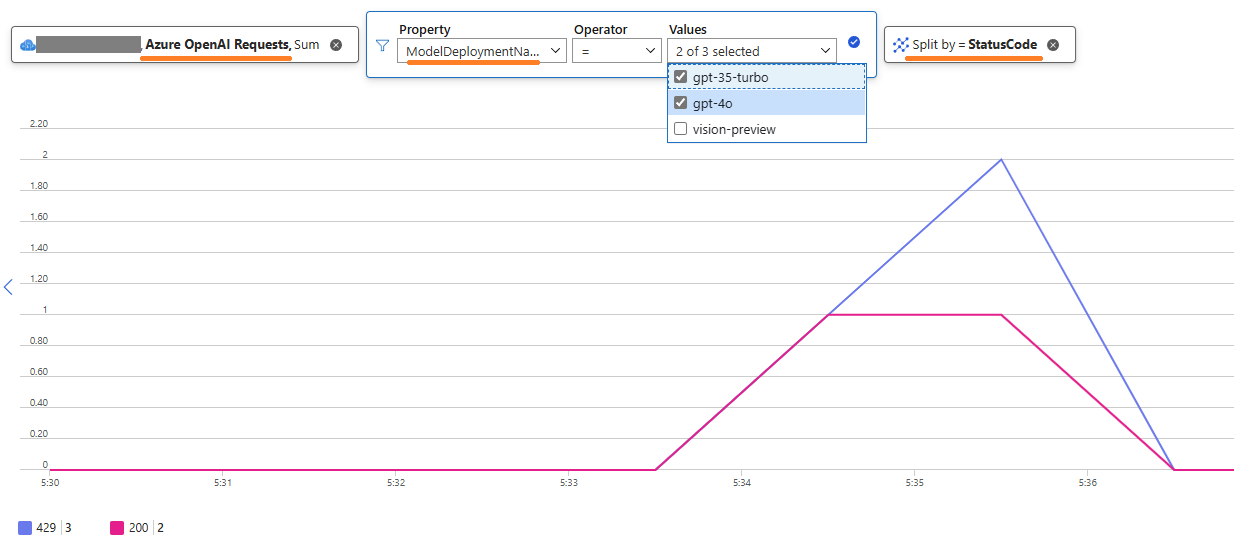 Property
Operator
Values
, Azure OpenAI Requests, Sum
ModelDeploymentNa...
=
2 of 3 selected
Split by = StatusCode
gpt-35-turbo
gpt-4o
vision-preview
2.20
2
1.80
1.60
1.40
1.20
1
0.80
0.60
0.40
0.20
0
5:30
5:31
5:32
5:33
5:34
5:35
5:36
429 | 3
200 | 2